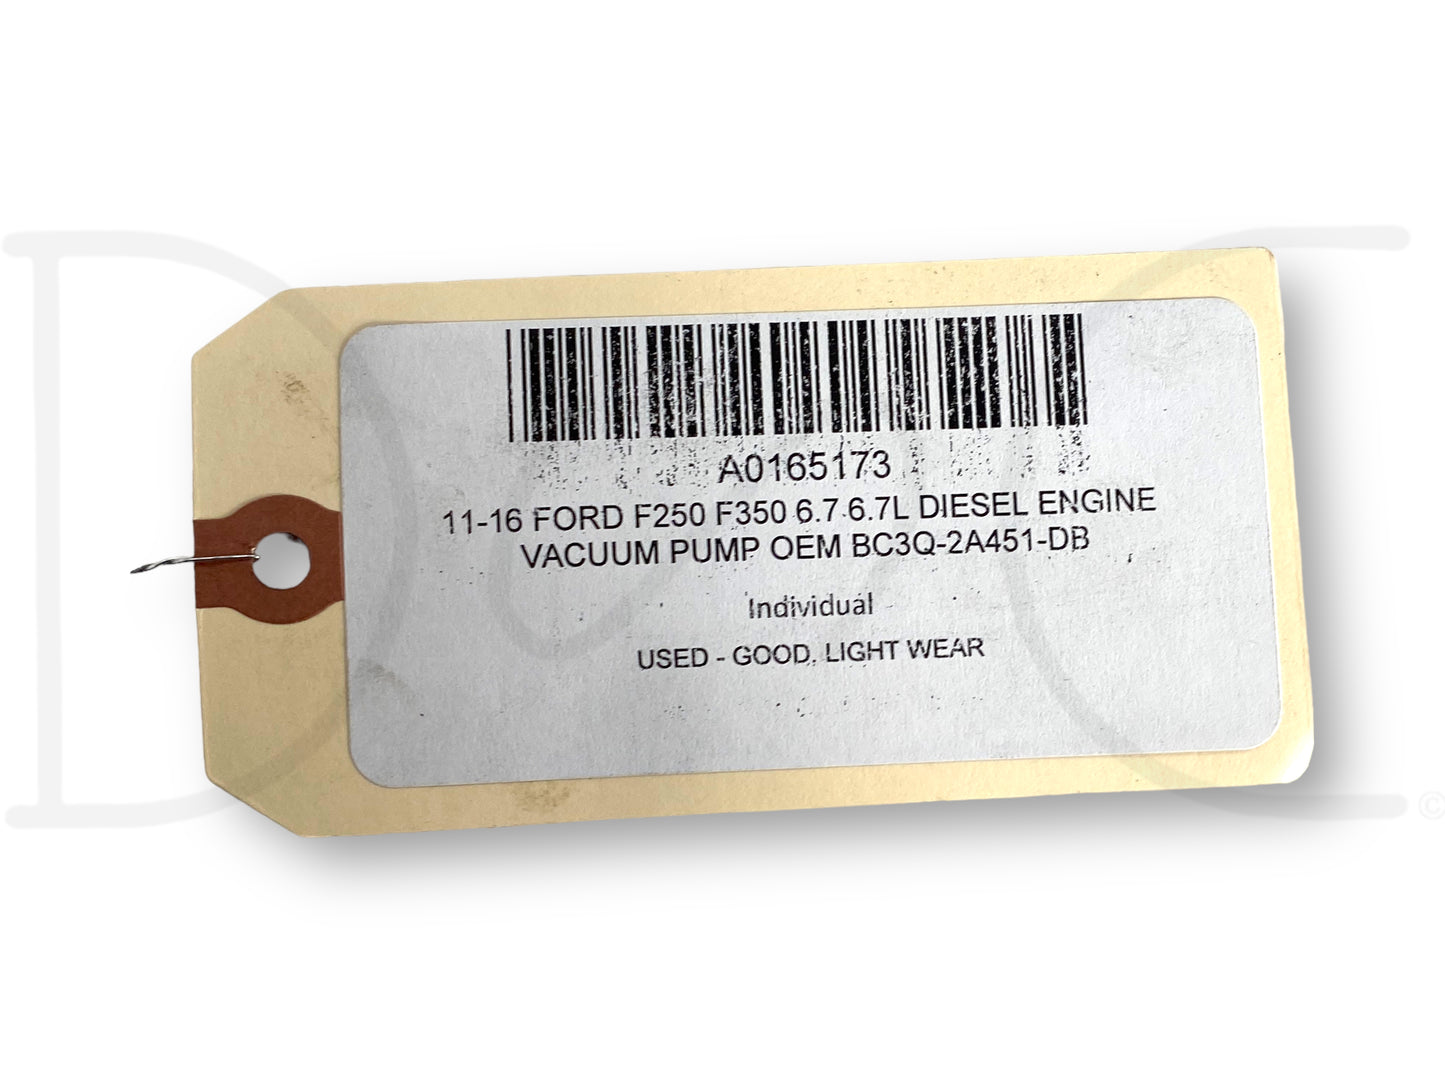 A0165173
11-16 FORD F250 F350 6.7 6.7L DIESEL ENGINE
VACUUM PUMP OEM BC3Q-2A451-DB
Individual
USED - GOOD, LIGHT WEAR
©